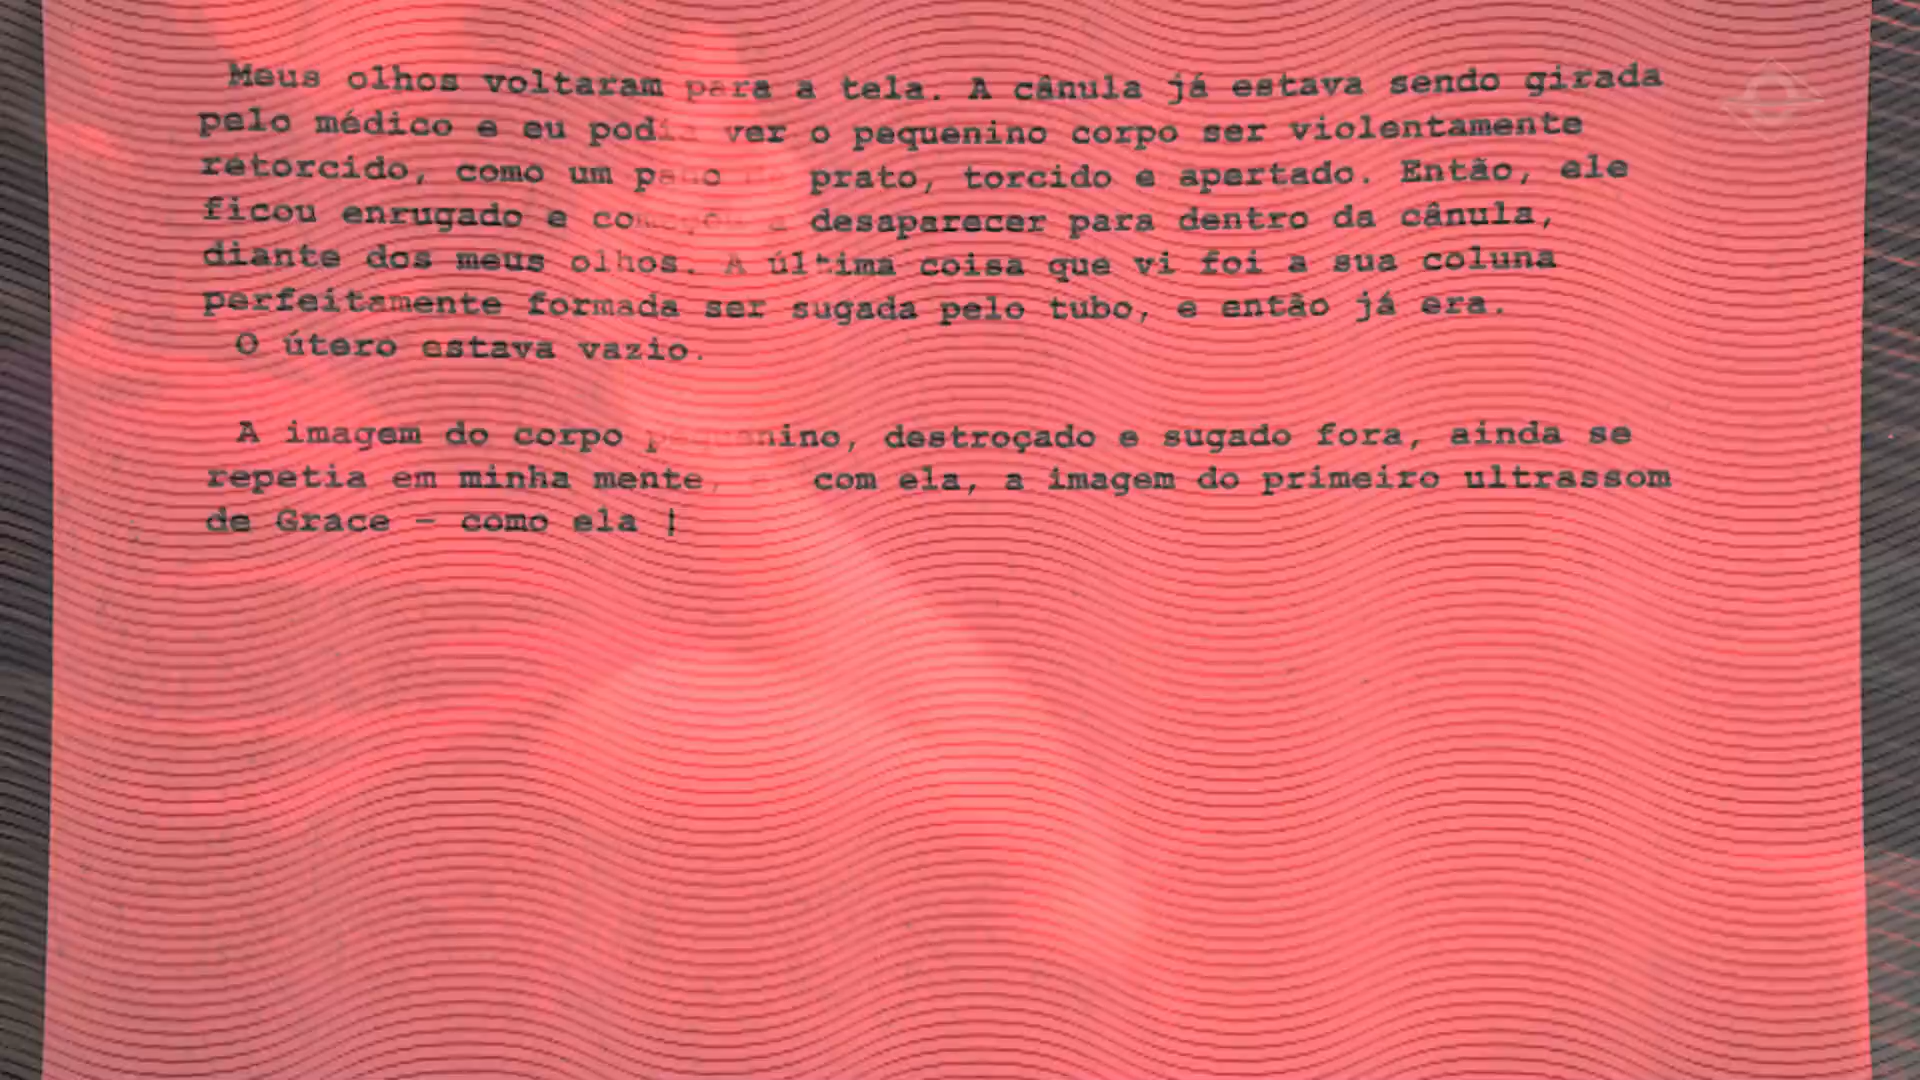 Meus olhos voltaram para a tela. A cânula já estava sendo girada
pelo médico e eu podia ver o pequenino corpo ser violentamente
retorcido, como um pano de prato, torcido e apertado. Então, ele
ficou enrugado e começou a desaparecer para dentro da cânula,
diante dos meus olhos. A última coisa que vi foi a sua coluna
perfeitamente formada ser sugada pelo tubo, e então já era.
O útero estava vazio.
A imagem do corpo pequenino, destroçado e sugado fora, ainda se
repetia em minha mente, e com ela, a imagem do primeiro ultrassom
de Grace - como ela |